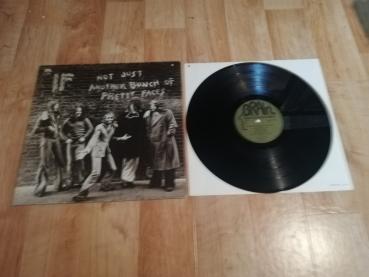 IF
NOT JUST
ANOTHER BUNCH OF
PRETTY FACES
BRAIN